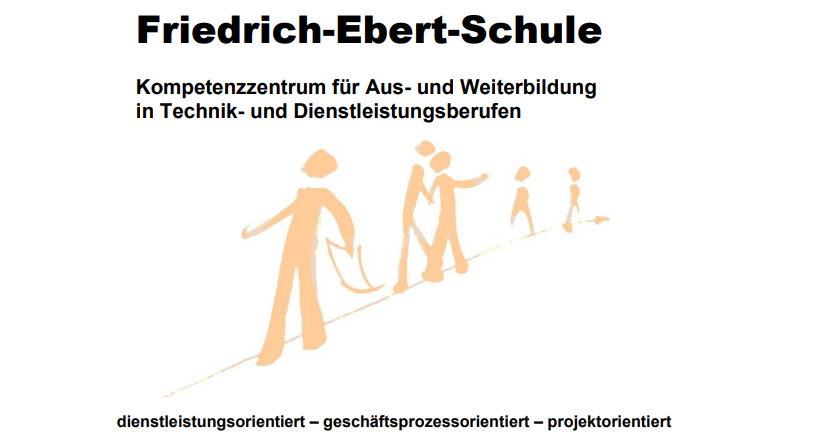 Friedrich-Ebert-Schule
Kompetenzzentrum für Aus- und Weiterbildung
in Technik- und Dienstleistungsberufen
dienstleistungsorientiert – geschäftsprozessorientiert – projektorientiert